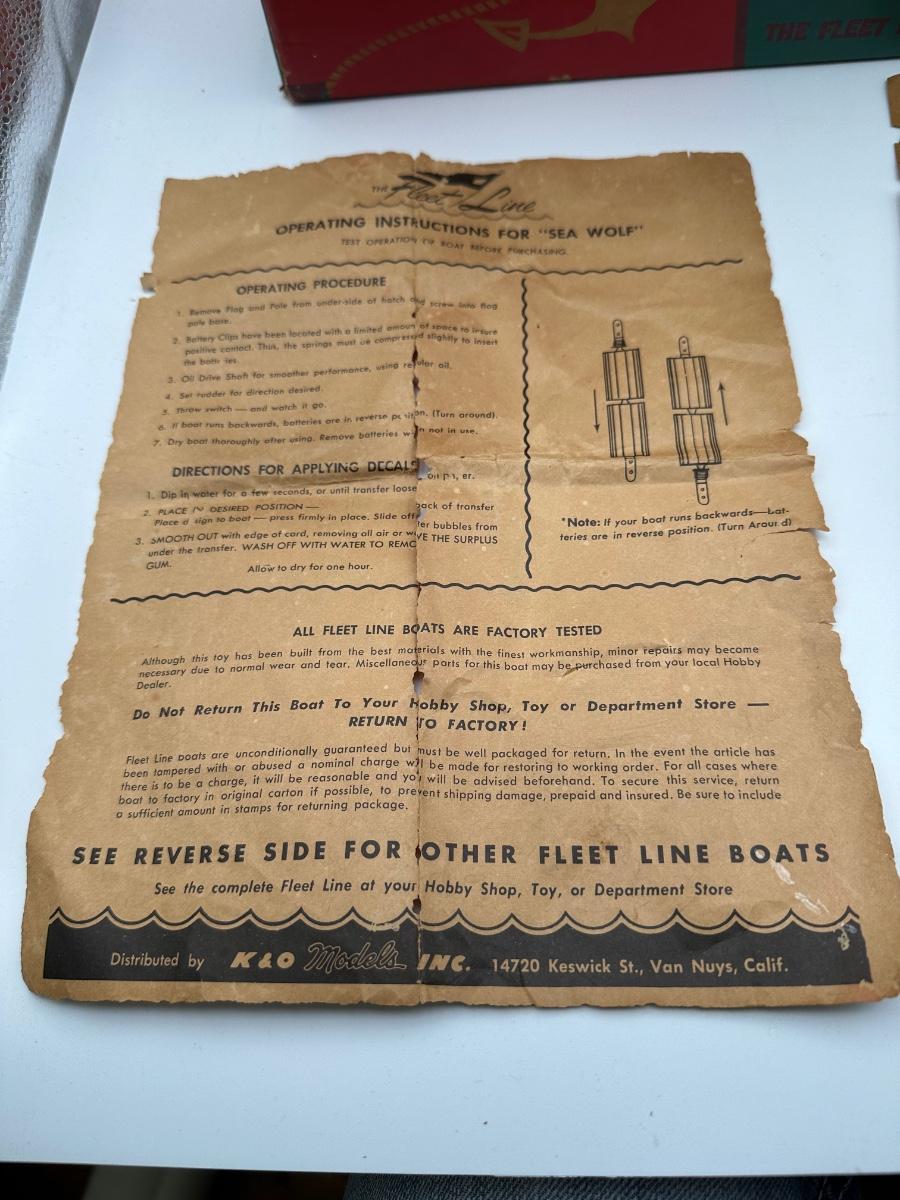 THE FLEET
THE Fleet Line
OPERATING INSTRUCTIONS FOR "SEA WOLF"
TEST OPERATION OF BOAT BEFORE PURCHASING.
OPERATING PROCEDURE
1. Remove Flag and Pole from under-side of hatch and screw into flag
pole base.
2. Battery Clips have been located with a limited amoun of space to insure
positive contact. Thus, the springs must be compressed slightly to insert
the batteries.
3. Oil Drive Shaft for smoother performance, using regular oil.
4. Set rudder for direction desired.
5. Throw switch — and watch it go.
6. If boat runs backwards, batteries are in reverse position. (Turn around).
7. Dry boat thoroughly after using. Remove batteries when not in use.
DIRECTIONS FOR APPLYING DECALS
1. Dip in water for a few seconds, or until transfer loose on paper.
2. PLACE IN DESIRED POSITION —
Place design to boat — press firmly in place. Slide off back of transfer
3. SMOOTH OUT with edge of card, removing all air or water bubbles from
under the transfer. WASH OFF WITH WATER TO REMOVE THE SURPLUS
GUM.
Allow to dry for one hour.
*Note: If your boat runs backwards—bat-
teries are in reverse position. (Turn Around)
ALL FLEET LINE BOATS ARE FACTORY TESTED
Although this toy has been built from the best materials with the finest workmanship, minor repairs may become
necessary due to normal wear and tear. Miscellaneous parts for this boat may be purchased from your local Hobby
Dealer.
Do Not Return This Boat To Your Hobby Shop, Toy or Department Store —
RETURN TO FACTORY!
Fleet Line boats are unconditionally guaranteed but must be well packaged for return. In the event the article has
been tampered with or abused a nominal charge will be made for restoring to working order. For all cases where
there is to be a charge, it will be reasonable and you will be advised beforehand. To secure this service, return
boat to factory in original carton if possible, to prevent shipping damage, prepaid and insured. Be sure to include
a sufficient amount in stamps for returning package.
SEE REVERSE SIDE FOR OTHER FLEET LINE BOATS
See the complete Fleet Line at your Hobby Shop, Toy, or Department Store
Distributed by K&O Models INC. 14720 Keswick St., Van Nuys, Calif.